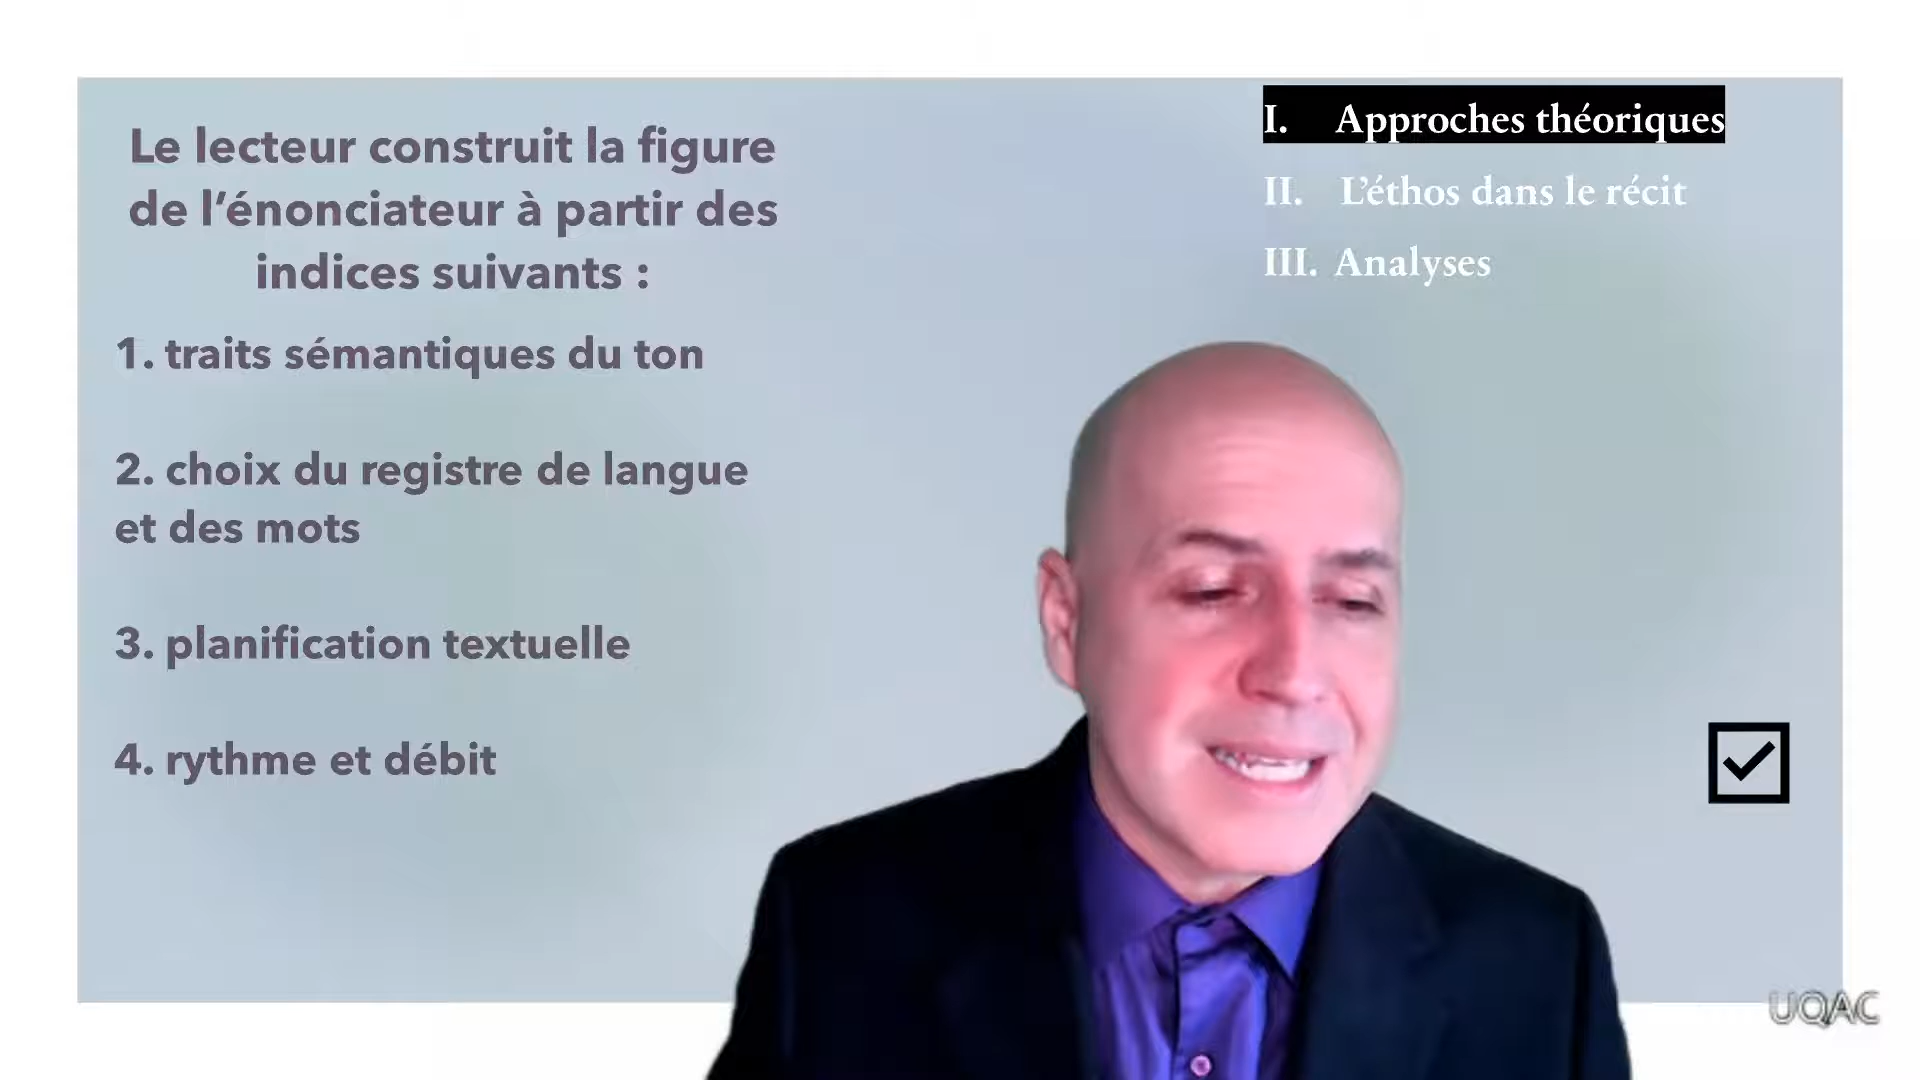 Le lecteur construit la figure
de l’énonciateur à partir des
indices suivants :
1. traits sémantiques du ton
2. choix du registre de langue
et des mots
3. planification textuelle
4. rythme et débit
I. Approches théoriques
II. L’éthos dans le récit
III. Analyses
UQAC